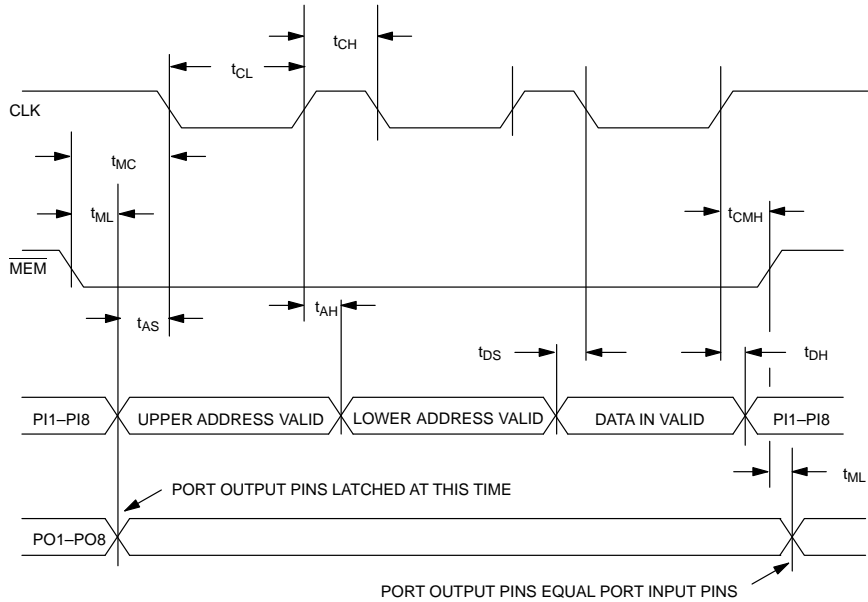 tCH
tCL
CLK
tMC
tML
tCMH
MEM
tAH
tAS
tDS
tDH
PI1–PI8
UPPER ADDRESS VALID
LOWER ADDRESS VALID
DATA IN VALID
PI1–PI8
tML
PORT OUTPUT PINS LATCHED AT THIS TIME
PO1–PO8
PORT OUTPUT PINS EQUAL PORT INPUT PINS